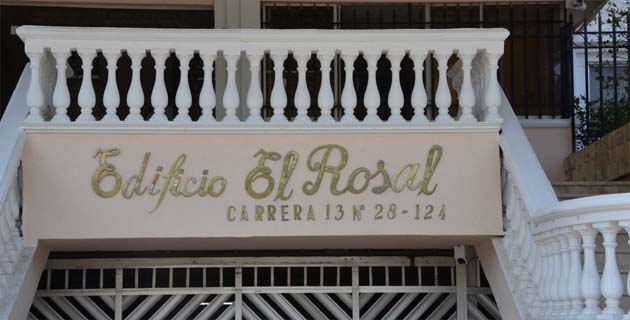 Edificio El Rosal
CARRERA 13 Nº 28-124